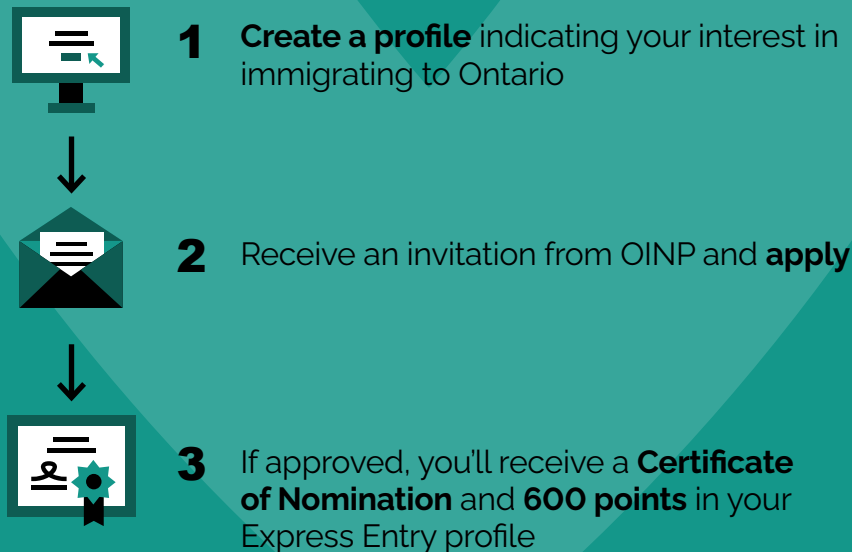 1 Create a profile indicating your interest in
immigrating to Ontario
2 Receive an invitation from OINP and apply
3 If approved, you'll receive a Certificate
of Nomination and 600 points in your
Express Entry profile